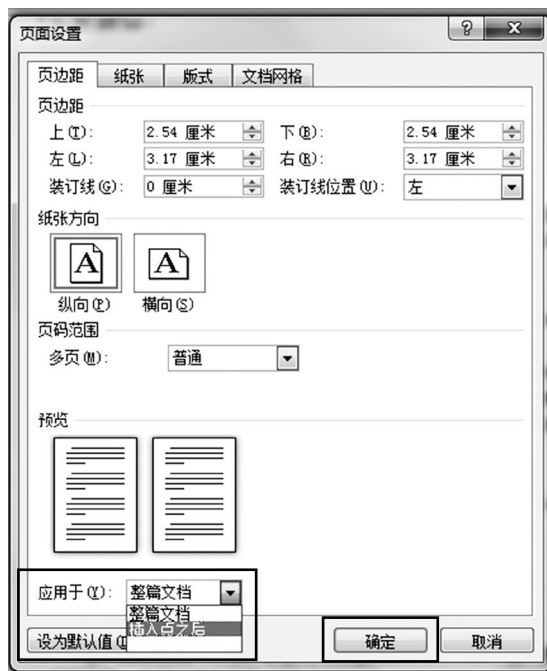 页面设置
页边距 纸张 版式 文档网格
页边距
上(T): 2.54 厘米 下(B): 2.54 厘米
左(L): 3.17 厘米 右(R): 3.17 厘米
装订线(G): 0 厘米 装订线位置(U): 左
纸张方向
A A
纵向(P) 横向(S)
页码范围
多页(M): 普通
预览
应用于(Y): 整篇文档
整篇文档
插入点之后
设为默认值( 确定 取消